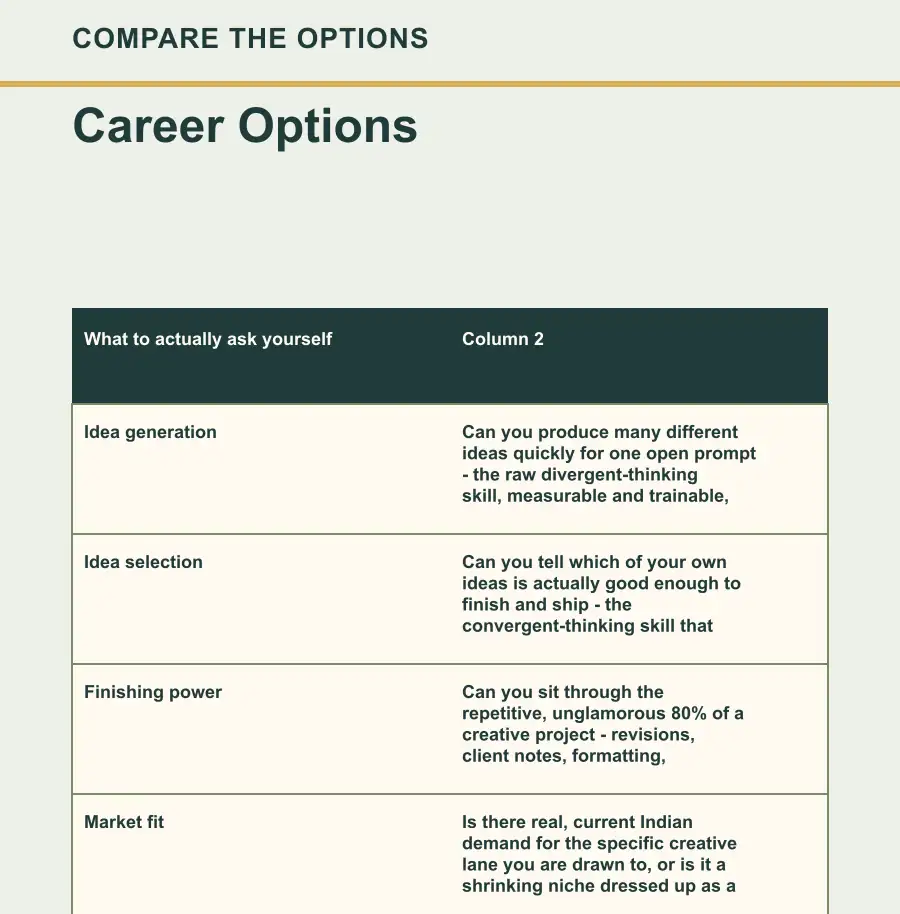 COMPARE THE OPTIONS
Career Options
What to actually ask yourself
Column 2
Idea generation
Can you produce many different
ideas quickly for one open prompt
- the raw divergent-thinking
skill, measurable and trainable,
Idea selection
Can you tell which of your own
ideas is actually good enough to
finish and ship - the
convergent-thinking skill that
Finishing power
Can you sit through the
repetitive, unglamorous 80% of a
creative project - revisions,
client notes, formatting,
Market fit
Is there real, current Indian
demand for the specific creative
lane you are drawn to, or is it a
shrinking niche dressed up as a